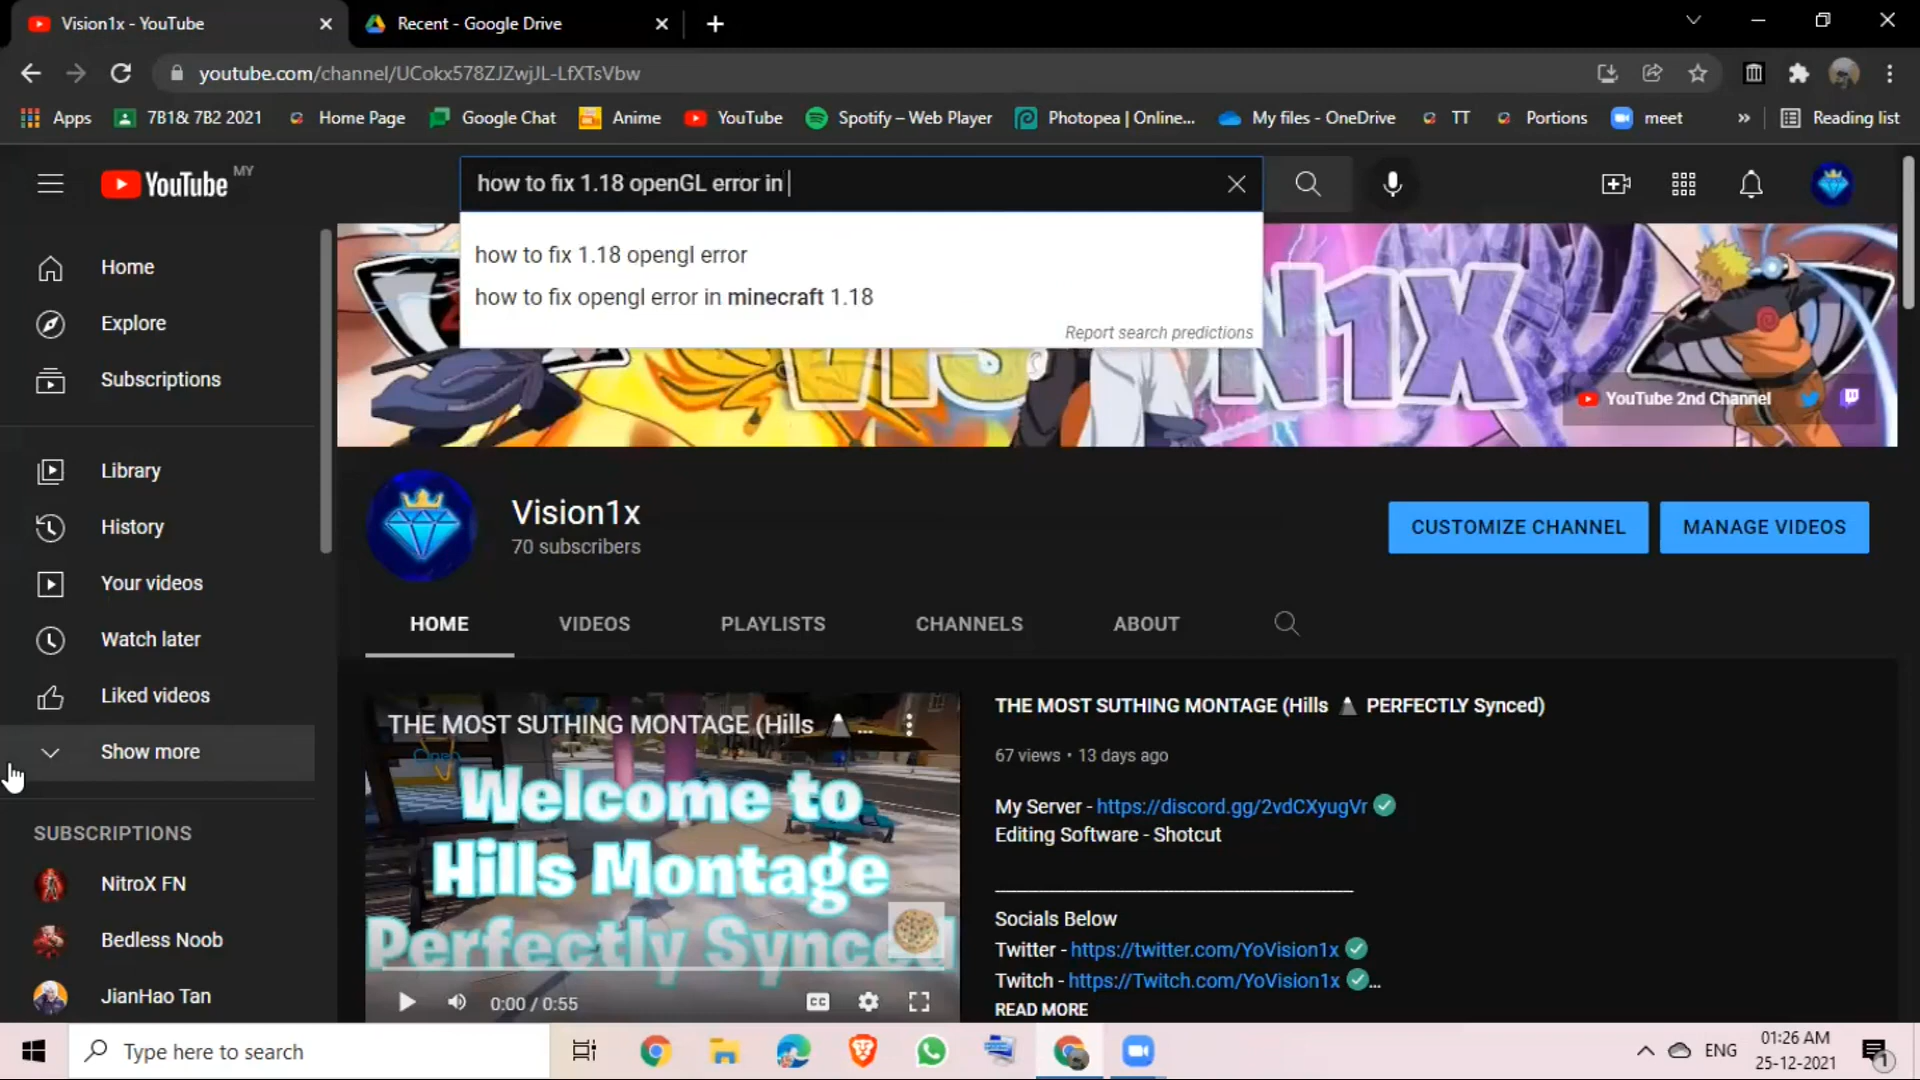 Vision1x - YouTube
Recent - Google Drive
youtube.com/channel/UCokx578ZJZwjJL-LfXTsVbw
Apps
7B1& 7B2 2021
Home Page
Google Chat
Anime
YouTube
Spotify – Web Player
Photopea | Online...
My files - OneDrive
TT
Portions
meet
»
Reading list
YouTube MY
how to fix 1.18 openGL error in
how to fix 1.18 opengl error
how to fix opengl error in minecraft 1.18
Report search predictions
Home
Explore
Subscriptions
Library
History
Your videos
Watch later
Liked videos
Show more
SUBSCRIPTIONS
NitroX FN
Bedless Noob
JianHao Tan
YouTube 2nd Channel
Vision1x
70 subscribers
CUSTOMIZE CHANNEL
MANAGE VIDEOS
HOME
VIDEOS
PLAYLISTS
CHANNELS
ABOUT
THE MOST SUTHING MONTAGE (Hills ...
Welcome to
Hills Montage
Perfectly Synced
0:00 / 0:55
CC
THE MOST SUTHING MONTAGE (Hills PERFECTLY Synced)
67 views • 13 days ago
My Server - https://discord.gg/2vdCXyugVr
Editing Software - Shotcut
Socials Below
Twitter - https://twitter.com/YoVision1x
Twitch - https://Twitch.com/YoVision1x ...
READ MORE
Type here to search
ENG
01:26 AM
25-12-2021
1